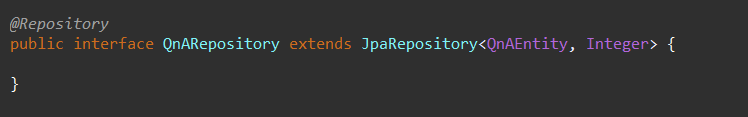 @Repository
public interface QnARepository extends JpaRepository<QnAEntity, Integer> {
}